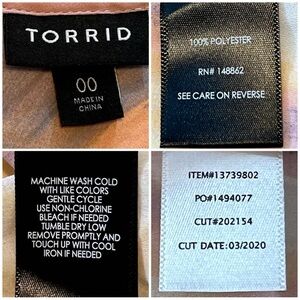 TORRID
00
MADE IN
CHINA
100% POLYESTER
RN# 148862
SEE CARE ON REVERSE
MACHINE WASH COLD
WITH LIKE COLORS
GENTLE CYCLE
USE NON-CHLORINE
BLEACH IF NEEDED
TUMBLE DRY LOW
REMOVE PROMPTLY AND
TOUCH UP WITH COOL
IRON IF NEEDED
ITEM#13739802
PO#1494077
CUT#202154
CUT DATE:03/2020